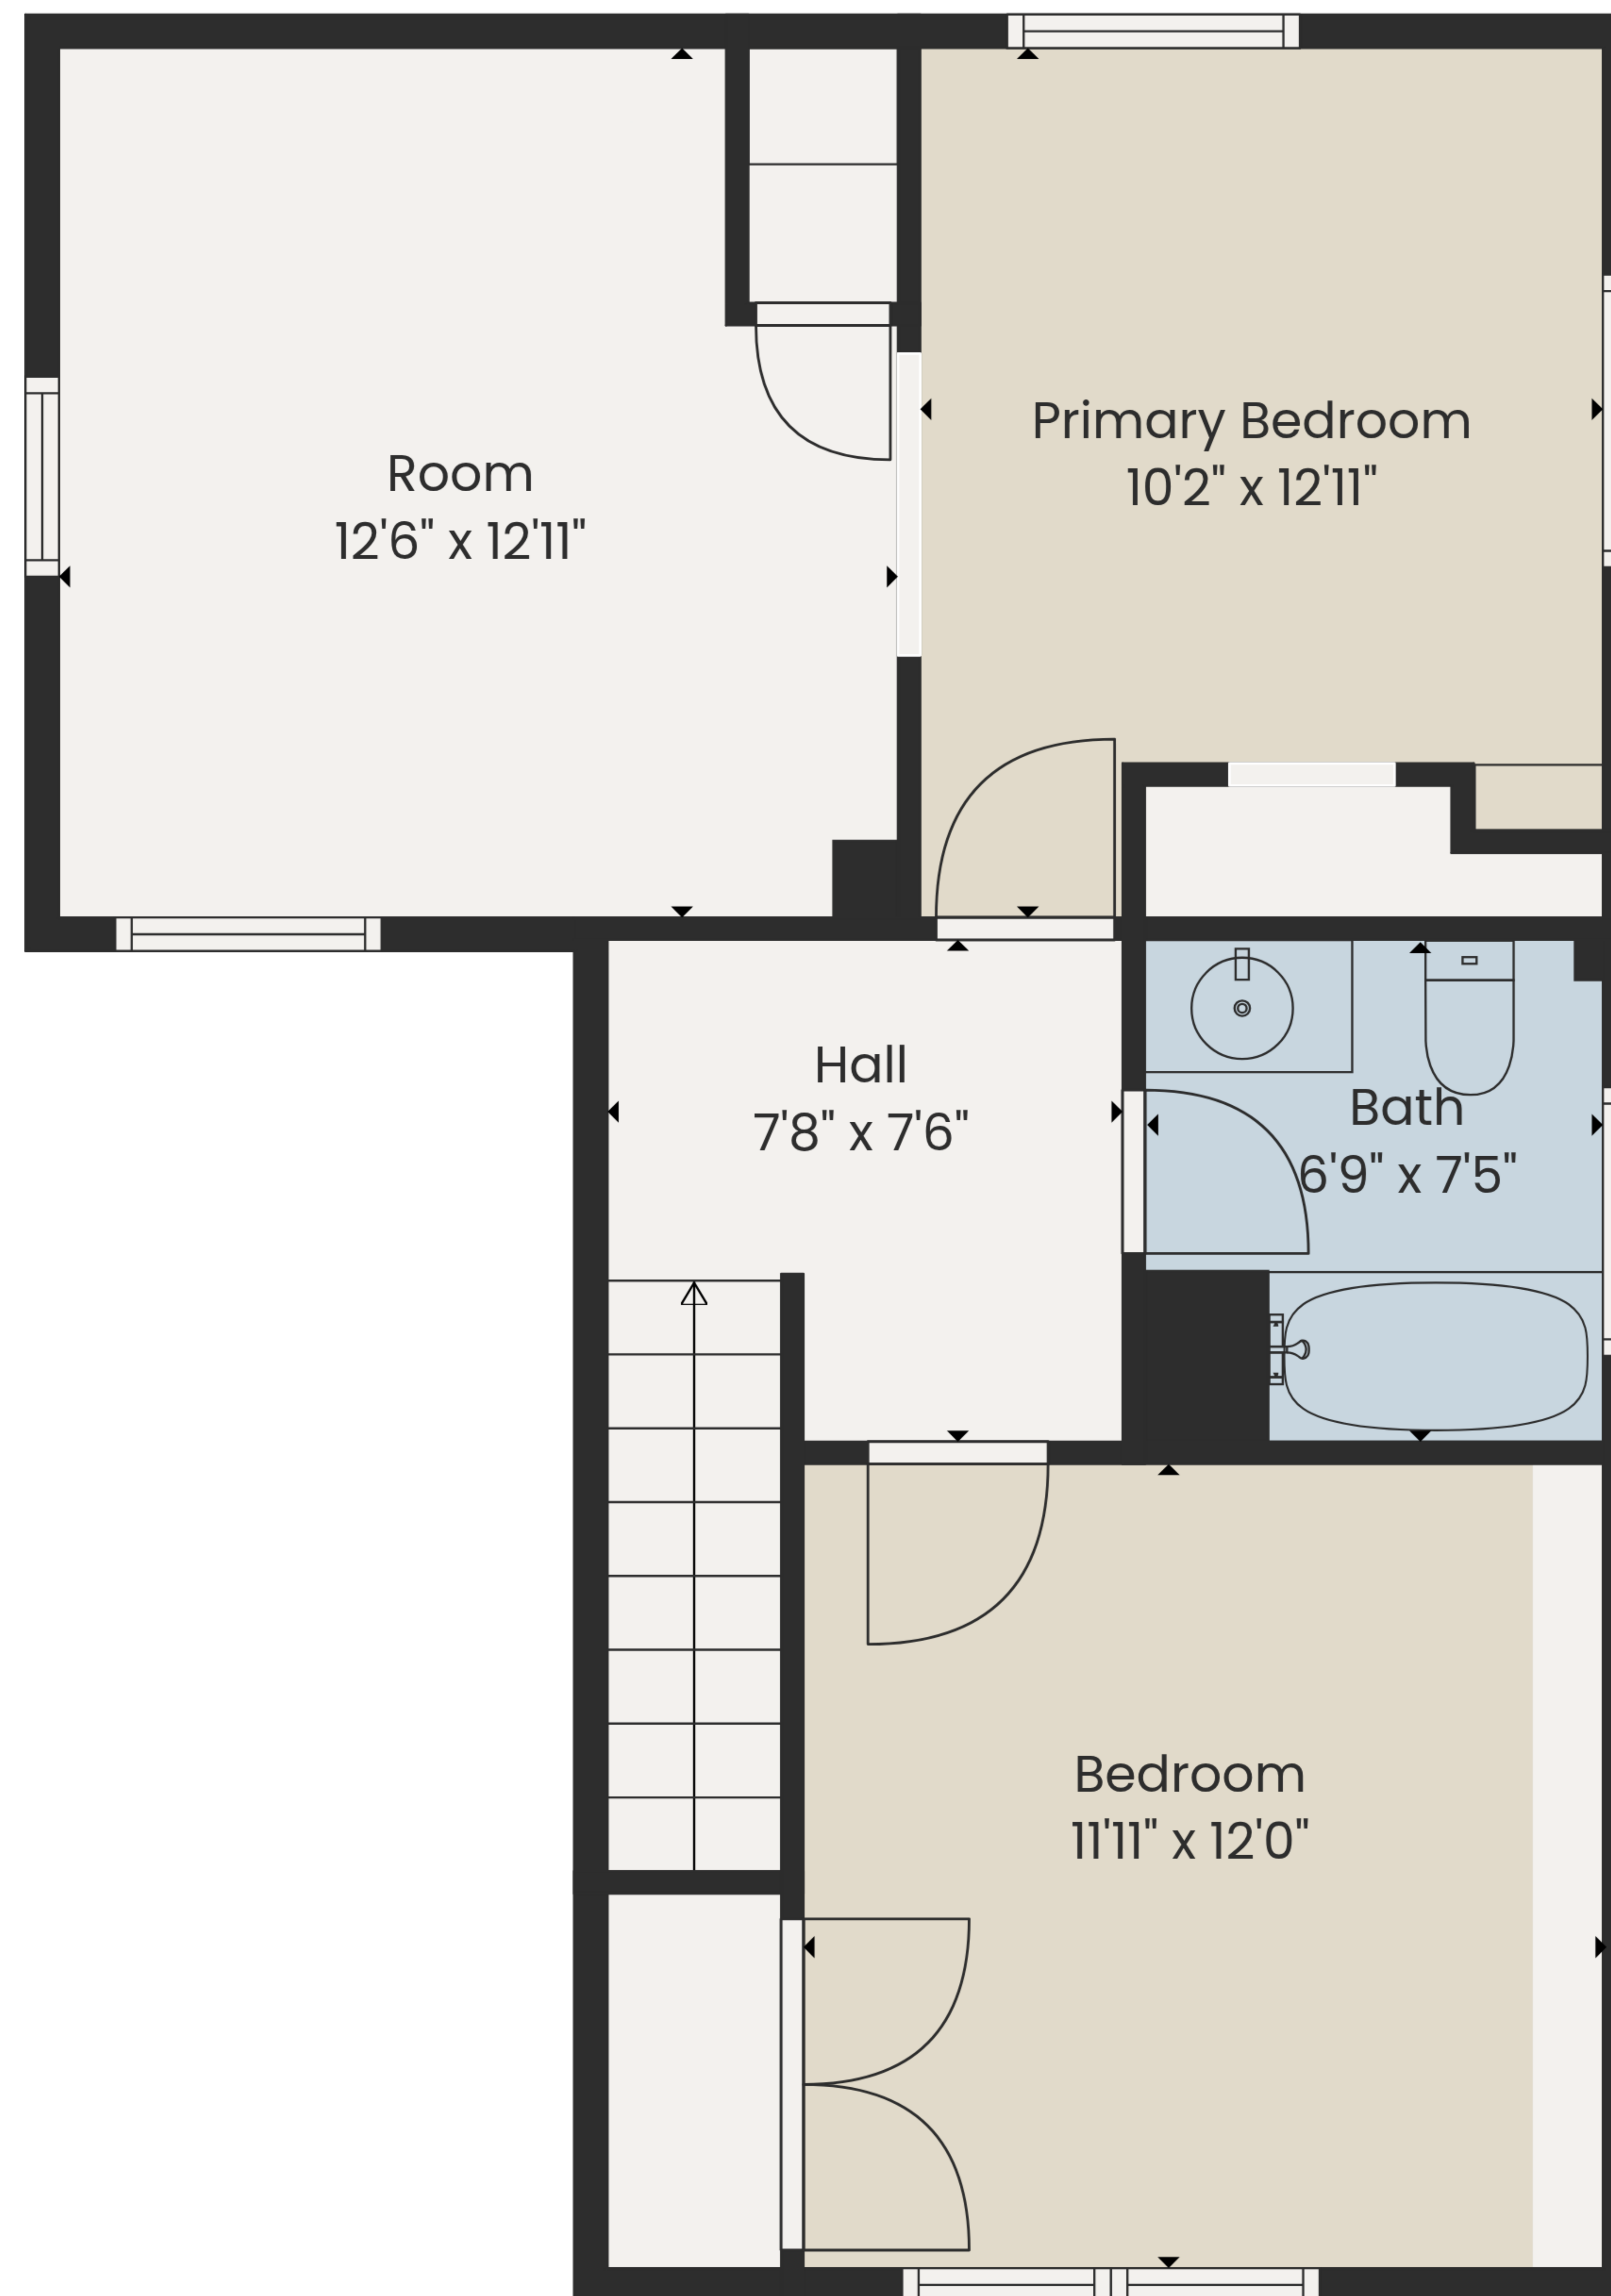 Primary Bedroom
10'2" x 12'11"
Room
12'6" x 12'11"
Hall
7'8" x 7'6"
Bath
6'9" x 7'5"
Bedroom
11'11" x 12'0"